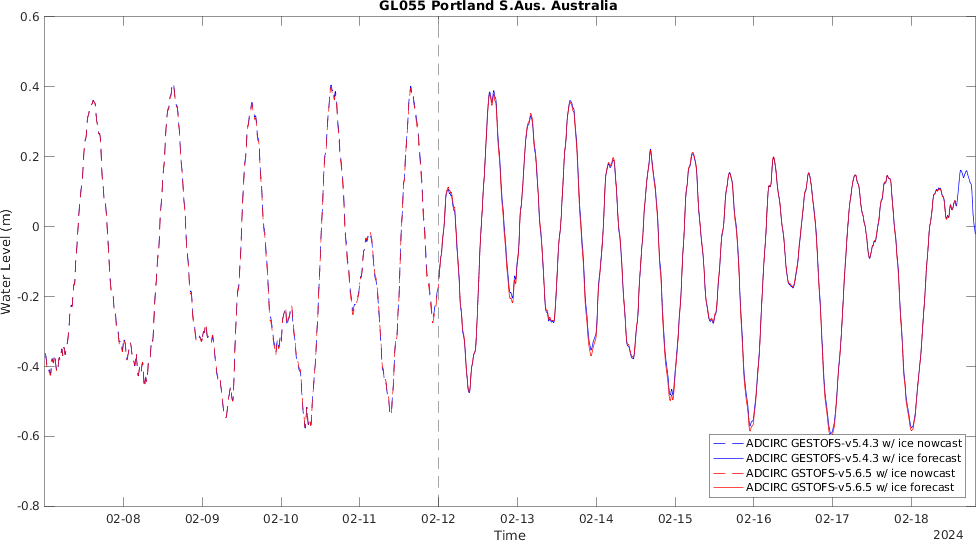 GL055 Portland S.Aus. Australia
0.6
0.4
0.2
0
-0.2
-0.4
-0.6
-0.8
Water Level (m)
ADCIRC GESTOFS-v5.4.3 w/ ice nowcast
ADCIRC GESTOFS-v5.4.3 w/ ice forecast
ADCIRC GSTOFS-v5.6.5 w/ ice nowcast
ADCIRC GSTOFS-v5.6.5 w/ ice forecast
02-08 02-09 02-10 02-11 02-12 02-13 02-14 02-15 02-16 02-17 02-18
Time
2024